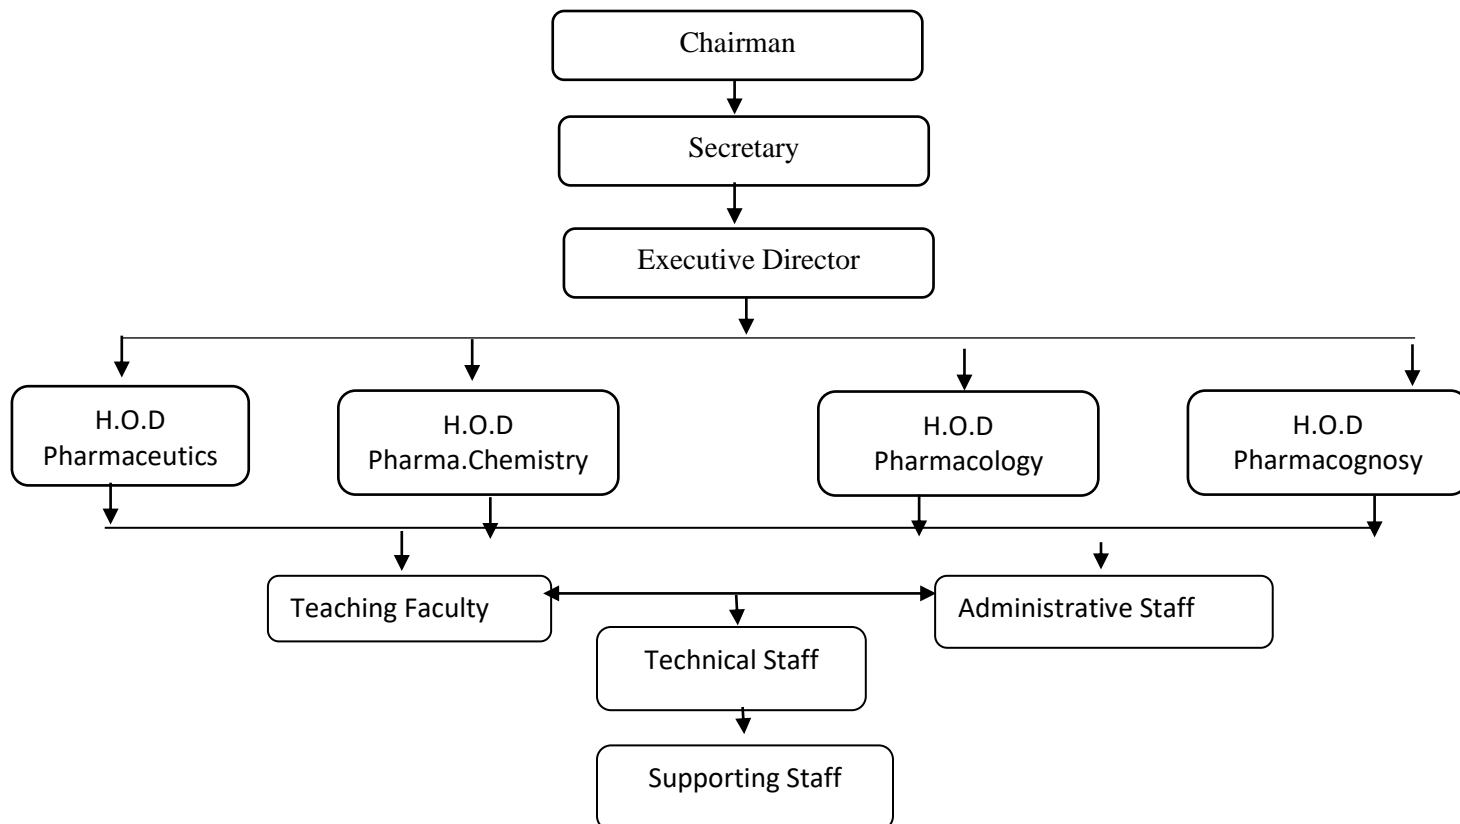 Chairman
Secretary
Executive Director
H.O.D
Pharmaceutics
H.O.D
Pharma.Chemistry
H.O.D
Pharmacology
H.O.D
Pharmacognosy
Teaching Faculty
Administrative Staff
Technical Staff
Supporting Staff